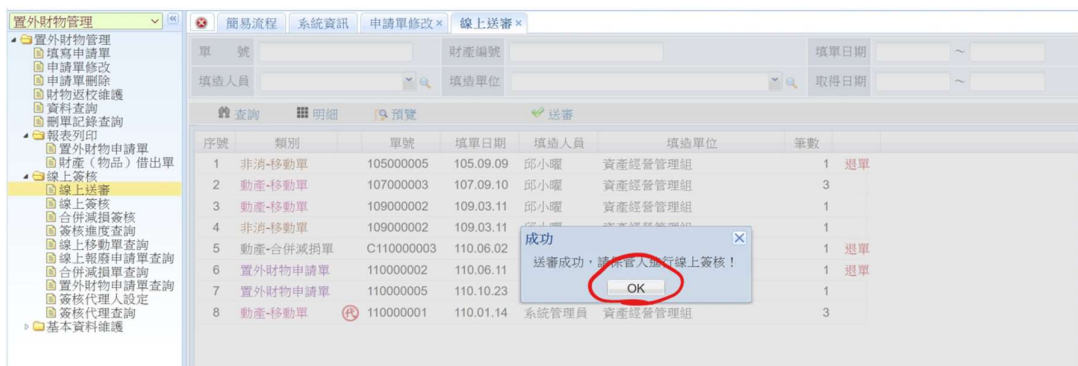 置外財物管理
置外財物管理
填寫申請單
申請單修改
申請單刪除
財物返校維護
資料查詢
刪單記錄查詢
報表列印
置外財物申請單
財產（物品）借出單
線上簽核
線上送審
線上簽核
合併減損簽核
簽核進度查詢
線上移動單查詢
線上報廢申請單查詢
合併減損單查詢
置外財物申請單查詢
簽核代理人設定
簽核代理查詢
基本資料維護
簡易流程 系統資訊 申請單修改 × 線上送審 ×
單 號 財產編號 填單日期 ~
填造人員 填造單位 取得日期 ~
查詢 明細 預覽 送審
序號 類別 單號 填單日期 填造人員 填造單位 筆數
1 非消-移動單 105000005 105.09.09 邱小曜 資產經營管理組 1 退單
2 動產-移動單 107000003 107.09.10 邱小曜 資產經營管理組 3
3 動產-移動單 109000002 109.03.11 邱小曜 資產經營管理組 1
4 非消-移動單 109000002 109.03.11 1
5 動產-合併減損單 C110000003 110.06.02 1 退單
6 置外財物申請單 110000002 110.06.11 1 退單
7 置外財物申請單 110000005 110.10.23 1
8 動產-移動單 代 110000001 110.01.14 系統管理員 資產經營管理組 3
成功
送審成功，請保管人進行線上簽核！
OK